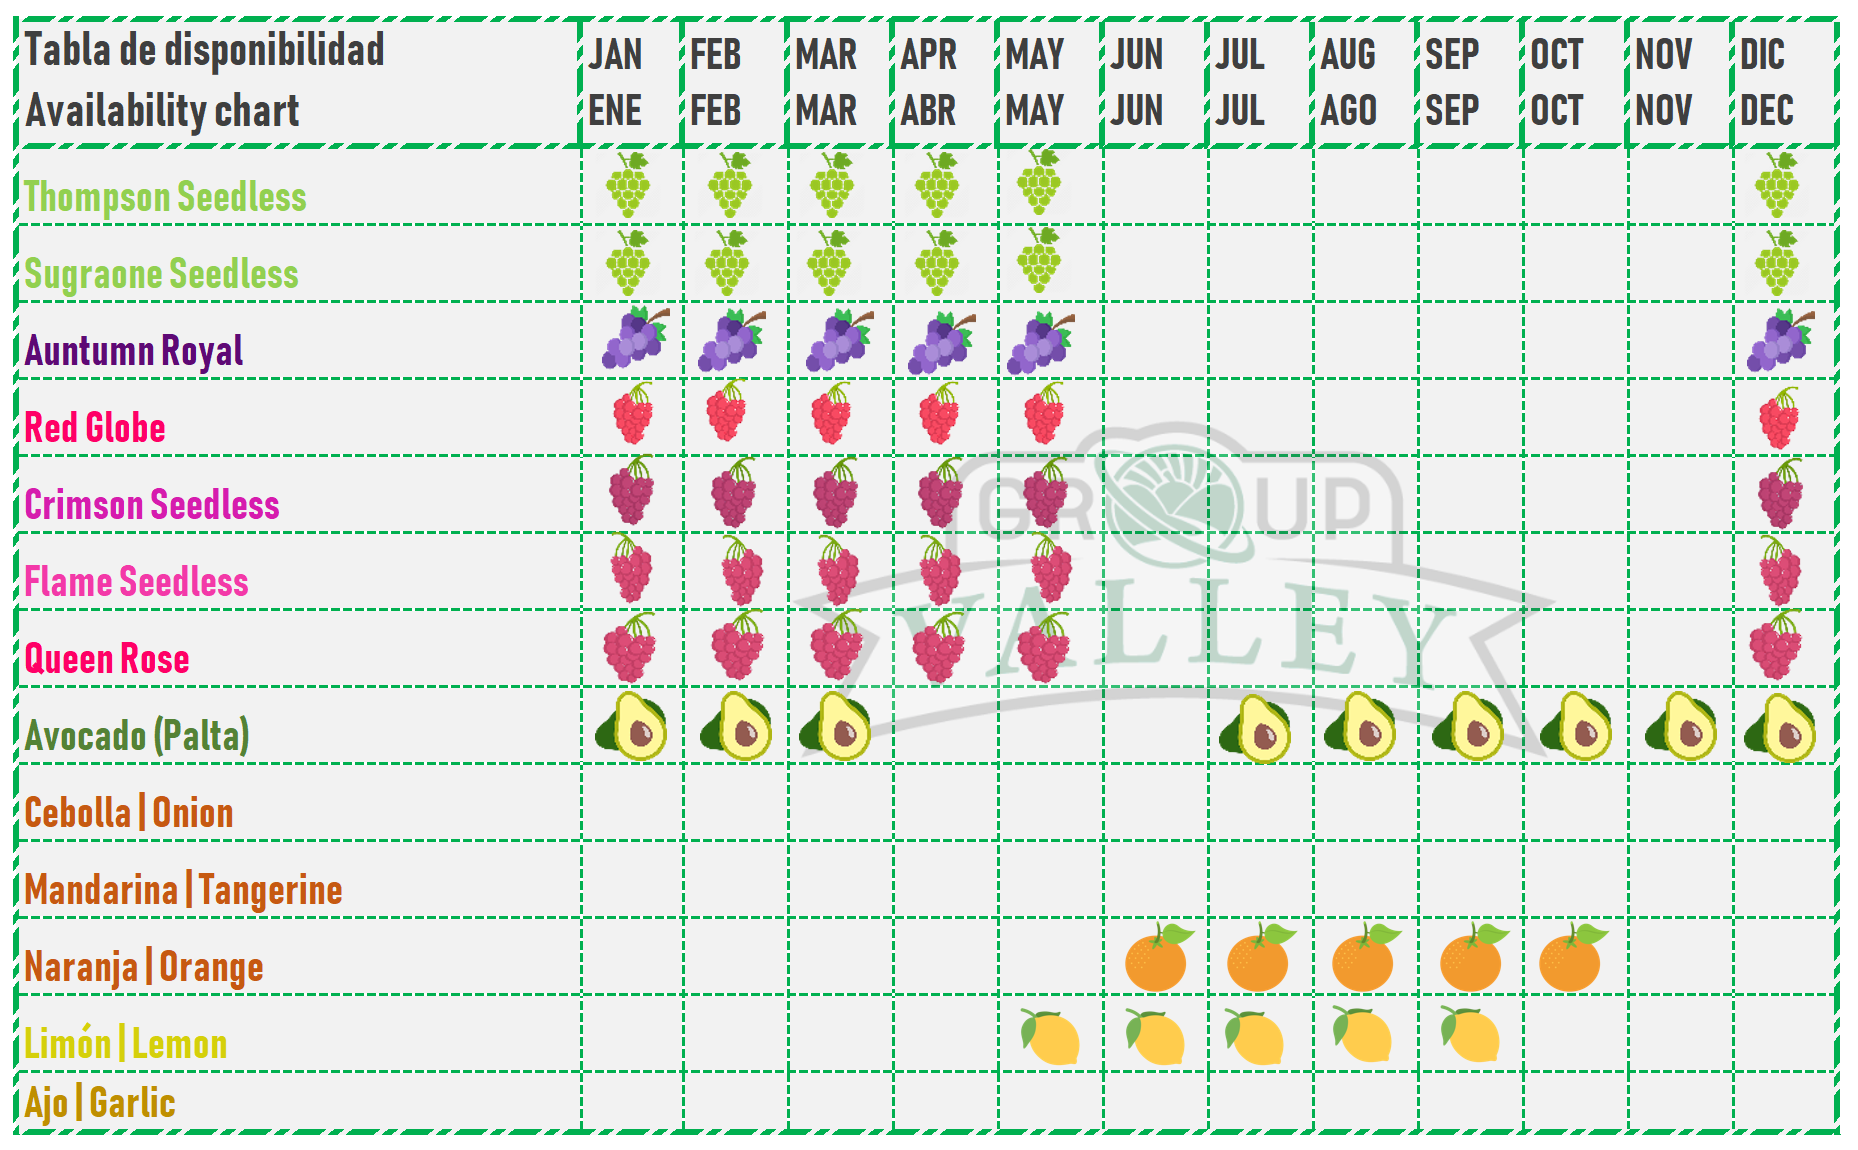 Tabla de disponibilidad
Availability chart
JAN FEB MAR APR MAY JUN JUL AUG SEP OCT NOV DIC
ENE FEB MAR ABR MAY JUN JUL AGO SEP OCT NOV DEC
Thompson Seedless
Sugraone Seedless
Auntumn Royal
Red Globe
Crimson Seedless
Flame Seedless
Queen Rose
Avocado (Palta)
Cebolla | Onion
Mandarina | Tangerine
Naranja | Orange
Limón | Lemon
Ajo | Garlic
GROUP
VALLEY